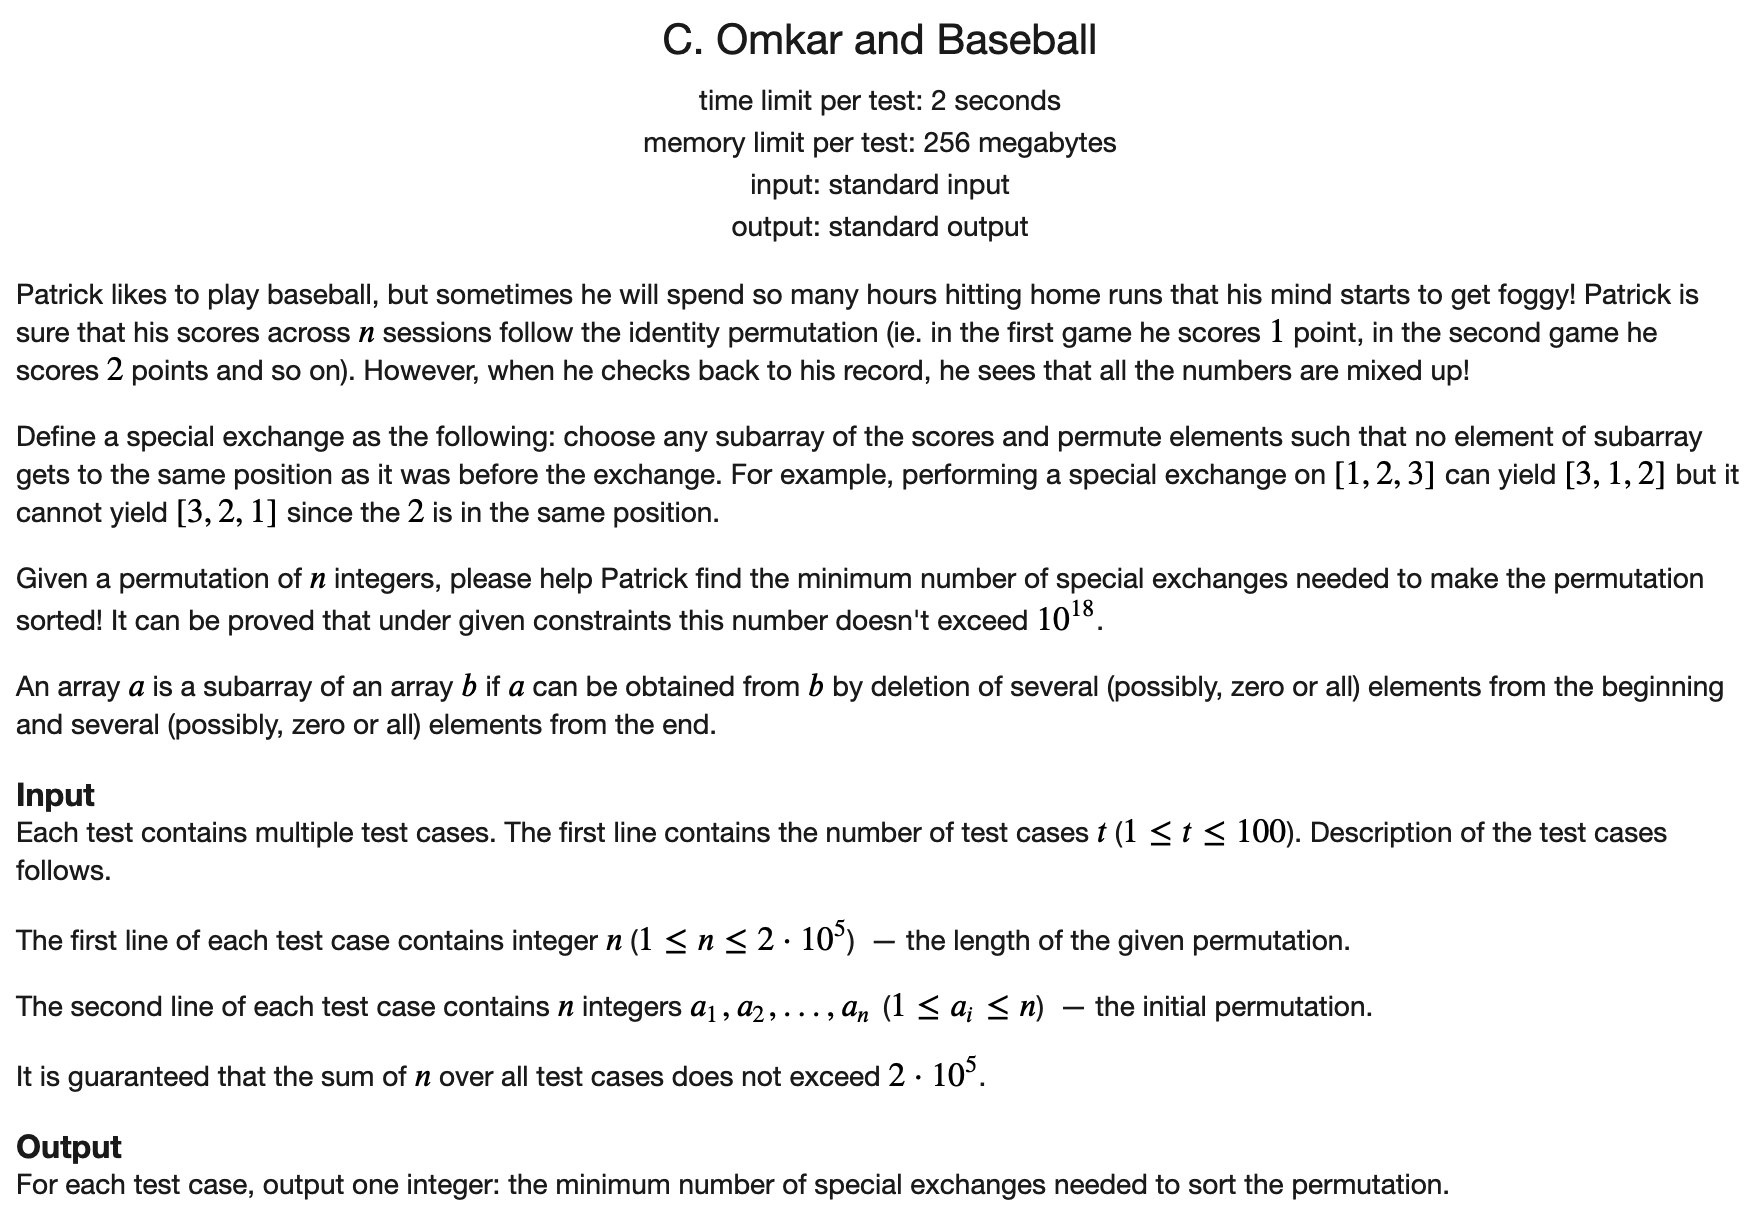 C. Omkar and Baseball
time limit per test: 2 seconds
memory limit per test: 256 megabytes
input: standard input
output: standard output
Patrick likes to play baseball, but sometimes he will spend so many hours hitting home runs that his mind starts to get foggy! Patrick is
sure that his scores across n sessions follow the identity permutation (ie. in the first game he scores 1 point, in the second game he
scores 2 points and so on). However, when he checks back to his record, he sees that all the numbers are mixed up!
Define a special exchange as the following: choose any subarray of the scores and permute elements such that no element of subarray
gets to the same position as it was before the exchange. For example, performing a special exchange on [1, 2, 3] can yield [3, 1, 2] but it
cannot yield [3, 2, 1] since the 2 is in the same position.
Given a permutation of n integers, please help Patrick find the minimum number of special exchanges needed to make the permutation
sorted! It can be proved that under given constraints this number doesn't exceed 10^18.
An array a is a subarray of an array b if a can be obtained from b by deletion of several (possibly, zero or all) elements from the beginning
and several (possibly, zero or all) elements from the end.
Input
Each test contains multiple test cases. The first line contains the number of test cases t (1 ≤ t ≤ 100). Description of the test cases
follows.
The first line of each test case contains integer n (1 ≤ n ≤ 2 · 10^5) — the length of the given permutation.
The second line of each test case contains n integers a_1, a_2, . . . , a_n (1 ≤ a_i ≤ n) — the initial permutation.
It is guaranteed that the sum of n over all test cases does not exceed 2 · 10^5.
Output
For each test case, output one integer: the minimum number of special exchanges needed to sort the permutation.